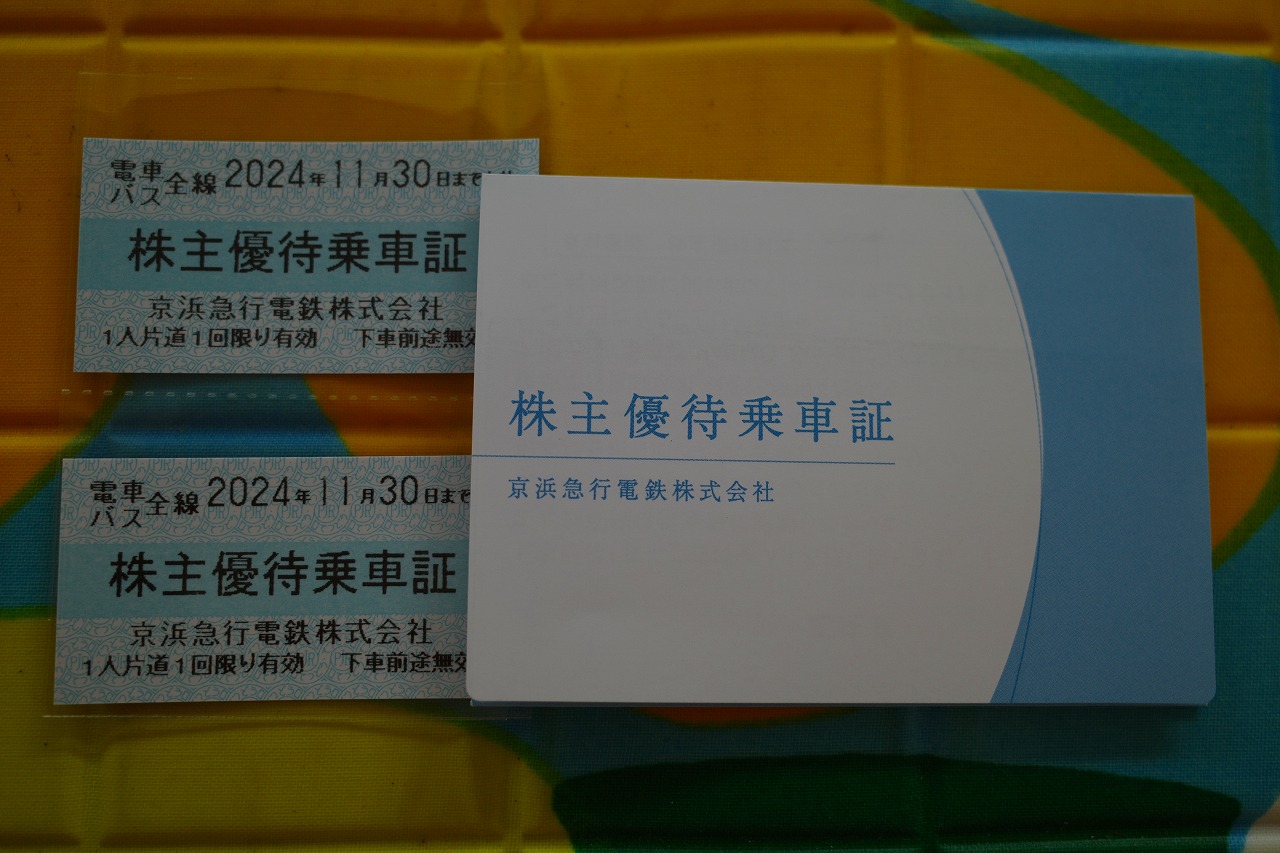 電車バス全線 2024年11月30日まで
株主優待乗車証
京浜急行電鉄株式会社
1人片道1回限り有効　下車前途無効
電車バス全線 2024年11月30日まで
株主優待乗車証
京浜急行電鉄株式会社
1人片道1回限り有効　下車前途無効
株主優待乗車証
京浜急行電鉄株式会社